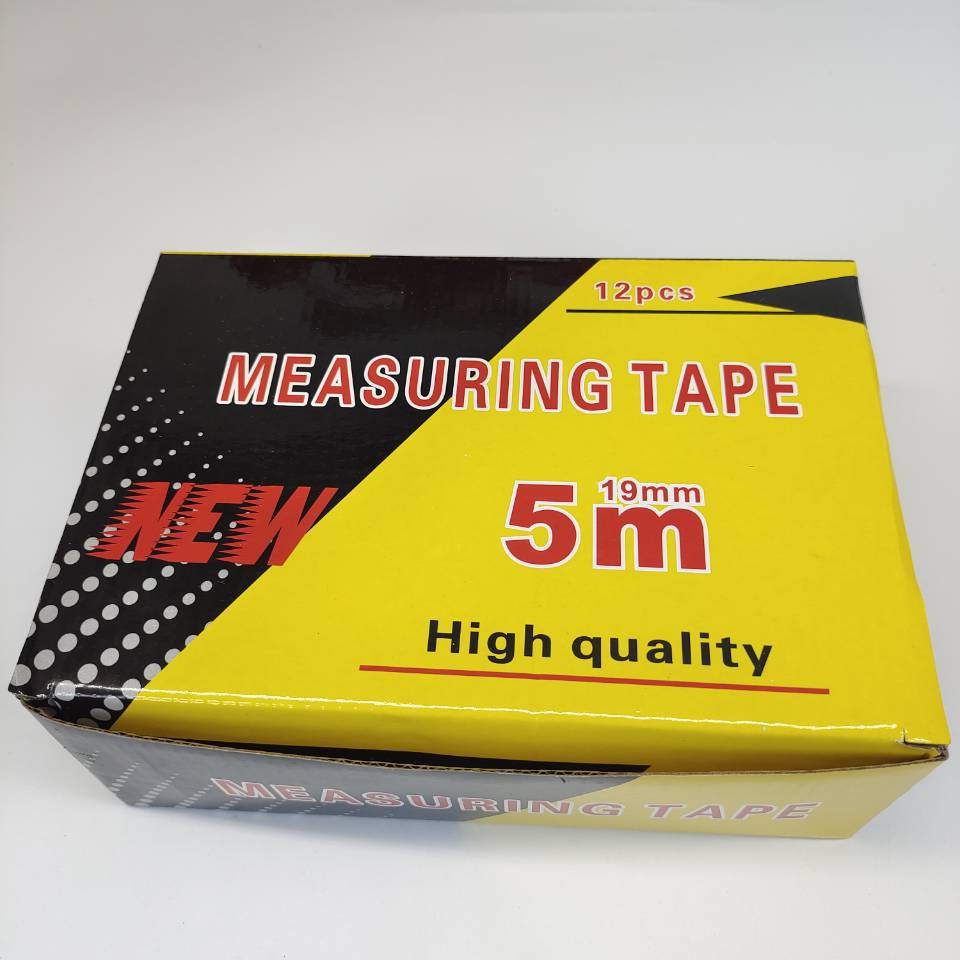 12pcs
MEASURING TAPE
NEW
19mm
5m
High quality
MEASURING TAPE